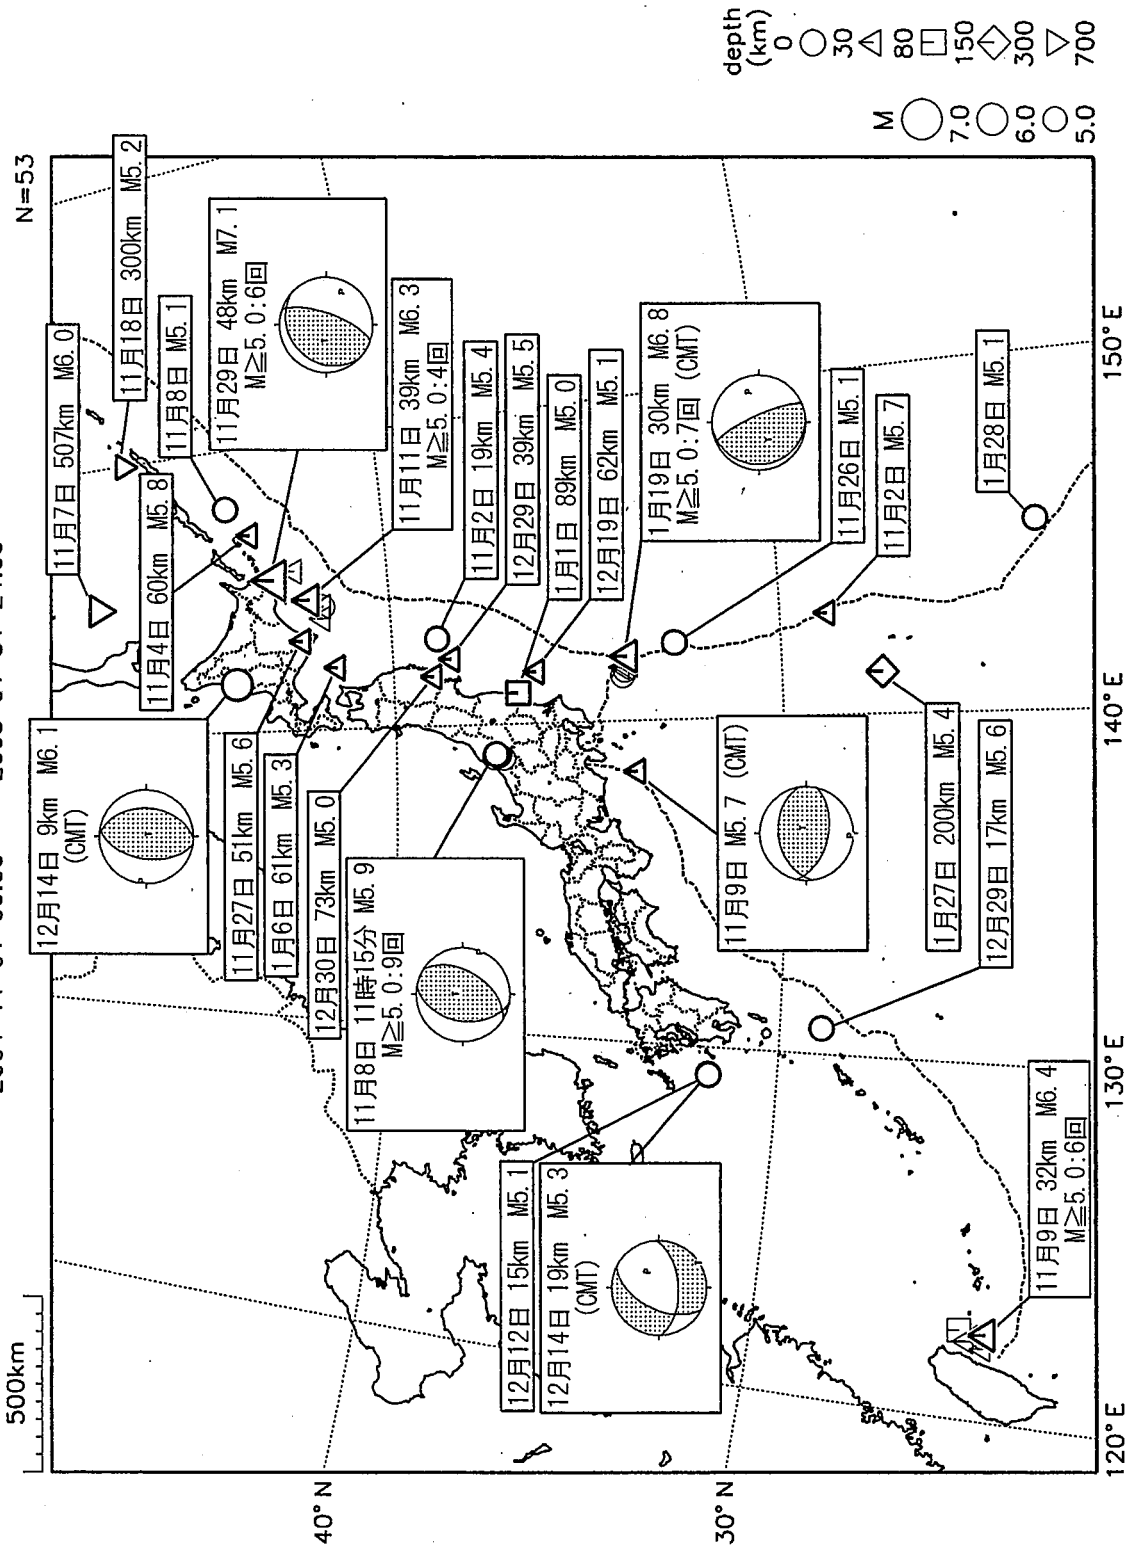 500km
N=53
11月7日 507km M6.0
11月18日 300km M5.2
11月8日 M5.1
11月4日 60km M5.8
11月29日 48km M7.1
M≧5.0:6回
11月11日 39km M6.3
M≧5.0:4回
11月2日 19km M5.4
12月29日 39km M5.5
1月1日 89km M5.0
12月19日 62km M5.1
1月19日 30km M6.8
M≧5.0:7回 (CMT)
11月26日 M5.1
11月2日 M5.7
1月28日 M5.1
12月14日 9km M6.1
(CMT)
11月27日 51km M5.6
1月6日 61km M5.3
12月30日 73km M5.0
11月8日 11時15分 M5.9
M≧5.0:9回
11月9日 M5.7 (CMT)
1月27日 200km M5.4
12月29日 17km M5.6
12月12日 15km M5.1
12月14日 19km M5.3
(CMT)
11月9日 32km M6.4
M≧5.0:6回
40°N
30°N
120°E
130°E
140°E
150°E
M
7.0
6.0
5.0
depth
(km)
0
30
80
150
300
700